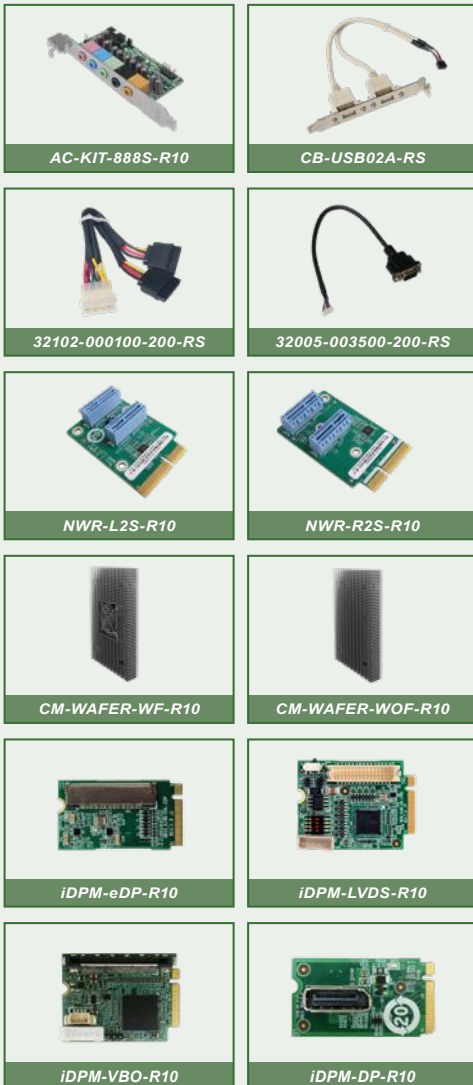 AC-KIT-888S-R10
CB-USB02A-RS
32102-000100-200-RS
32005-003500-200-RS
NWR-L2S-R10
NWR-R2S-R10
CM-WAFER-WF-R10
CM-WAFER-WOF-R10
iDPM-eDP-R10
iDPM-LVDS-R10
iDPM-VBO-R10
iDPM-DP-R10
20